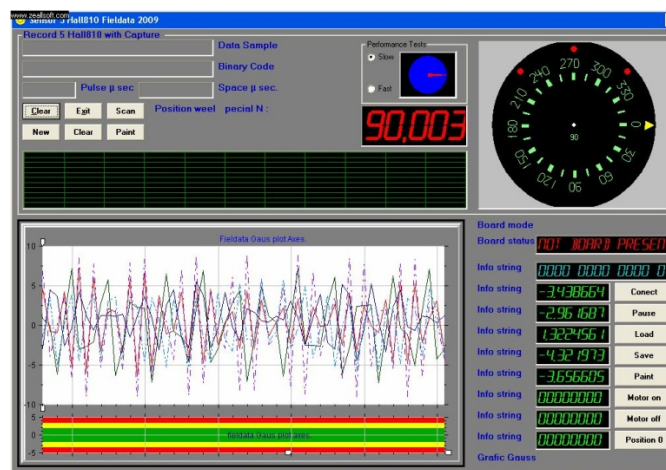 www.zeallsoft.com
Sensor 5 Hall810 Fieldata 2009
Record 5 Hall810 with Capture
Data Sample
Binary Code
Pulse µ sec
Space µ sec.
Clear
Exit
Scan
Position weel
pecial N :
New
Clear
Paint
Performance Tests
Slow
Fast
90,003
270
300
330
0
30
60
90
120
150
180
210
240
90
Fieldata Gaus plot Axes.
10
5
0
-5
-10
5
0
-5
fieldata Gaus plot axes.
Board mode
Board status
NOT BOARD PRESEN
Info string
0000 0000 0000 0
Info string
-3,438664
Conect
Info string
-2,961687
Pause
Info string
1,3224561
Load
Info string
-4,321973
Save
Info string
-3,656605
Paint
Info string
00000000
Motor on
Info string
00000000
Motor off
Info string
00000000
Position 0
Grafic Gauss